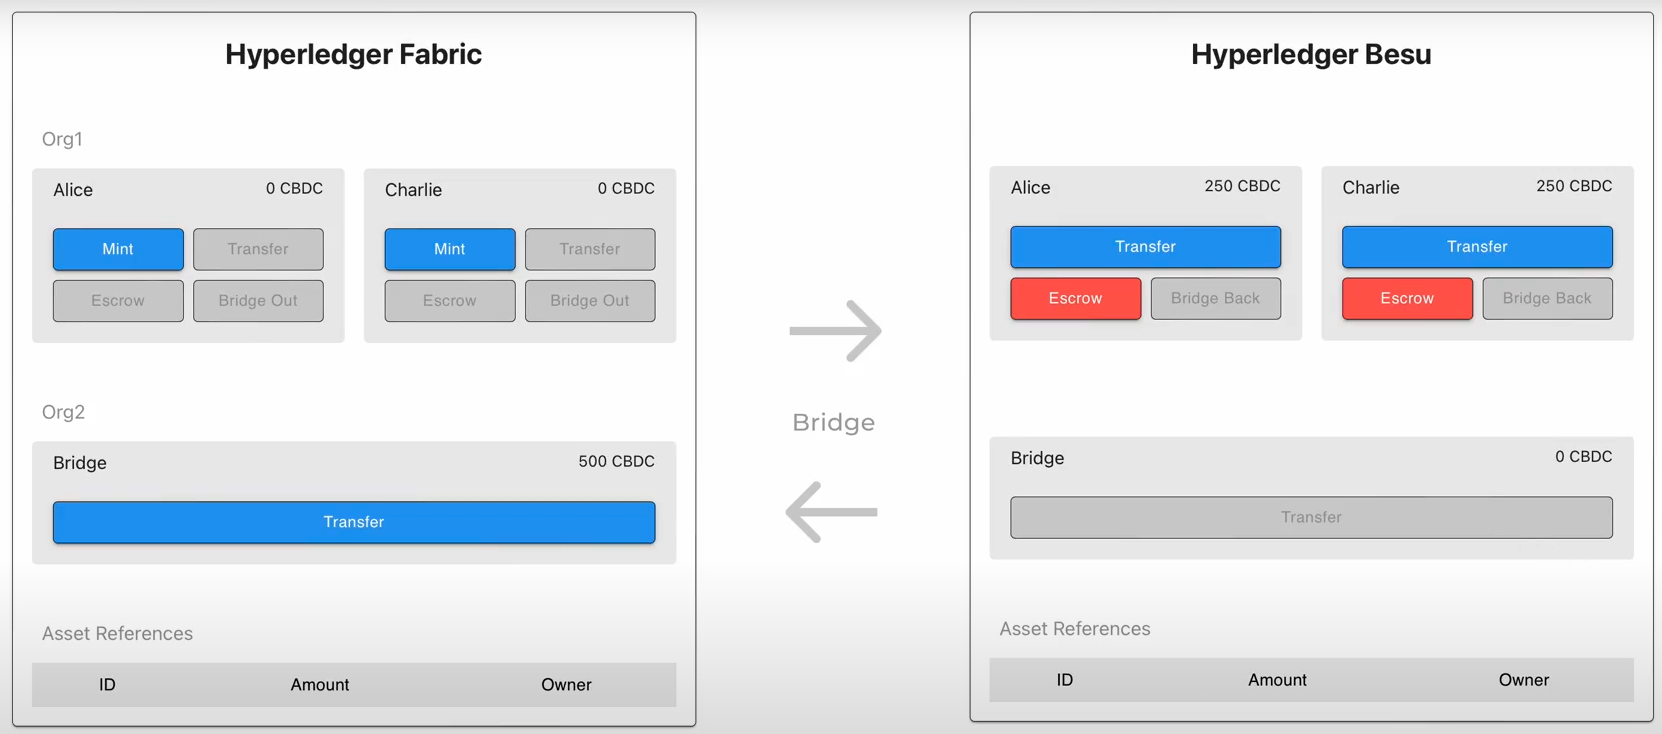 Hyperledger Fabric
Org1
Alice 0 CBDC
Mint Transfer
Escrow Bridge Out
Charlie 0 CBDC
Mint Transfer
Escrow Bridge Out
Org2
Bridge 500 CBDC
Transfer
Asset References
ID Amount Owner
Bridge
Hyperledger Besu
Alice 250 CBDC
Transfer
Escrow Bridge Back
Charlie 250 CBDC
Transfer
Escrow Bridge Back
Bridge 0 CBDC
Transfer
Asset References
ID Amount Owner